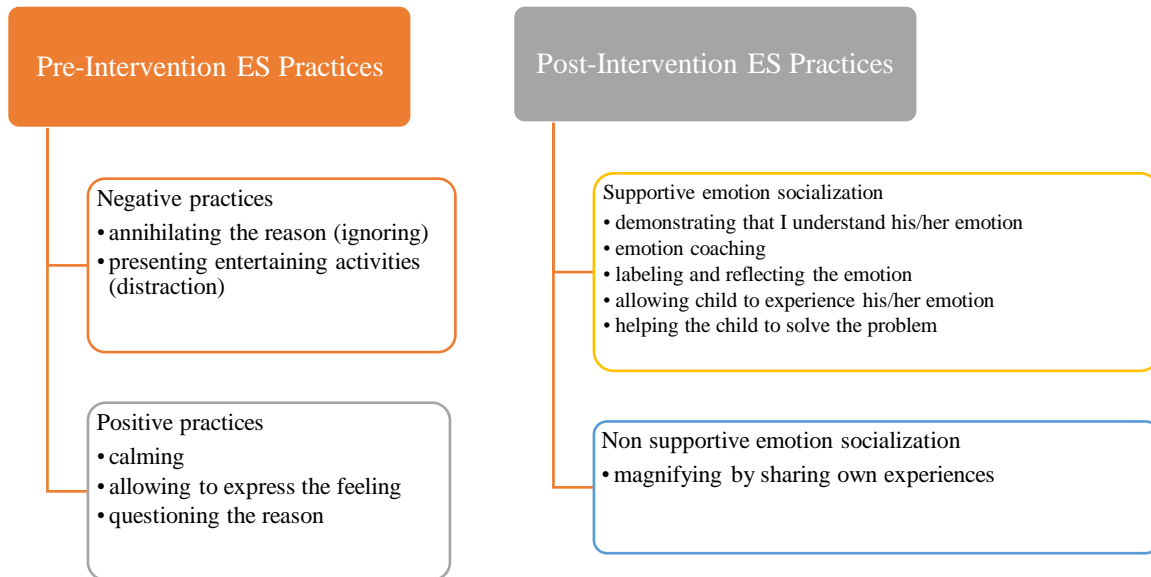 Pre-Intervention ES Practices
Negative practices
• annihilating the reason (ignoring)
• presenting entertaining activities
(distraction)
Positive practices
• calming
• allowing to express the feeling
• questioning the reason
Post-Intervention ES Practices
Supportive emotion socialization
• demonstrating that I understand his/her emotion
• emotion coaching
• labeling and reflecting the emotion
• allowing child to experience his/her emotion
• helping the child to solve the problem
Non supportive emotion socialization
• magnifying by sharing own experiences